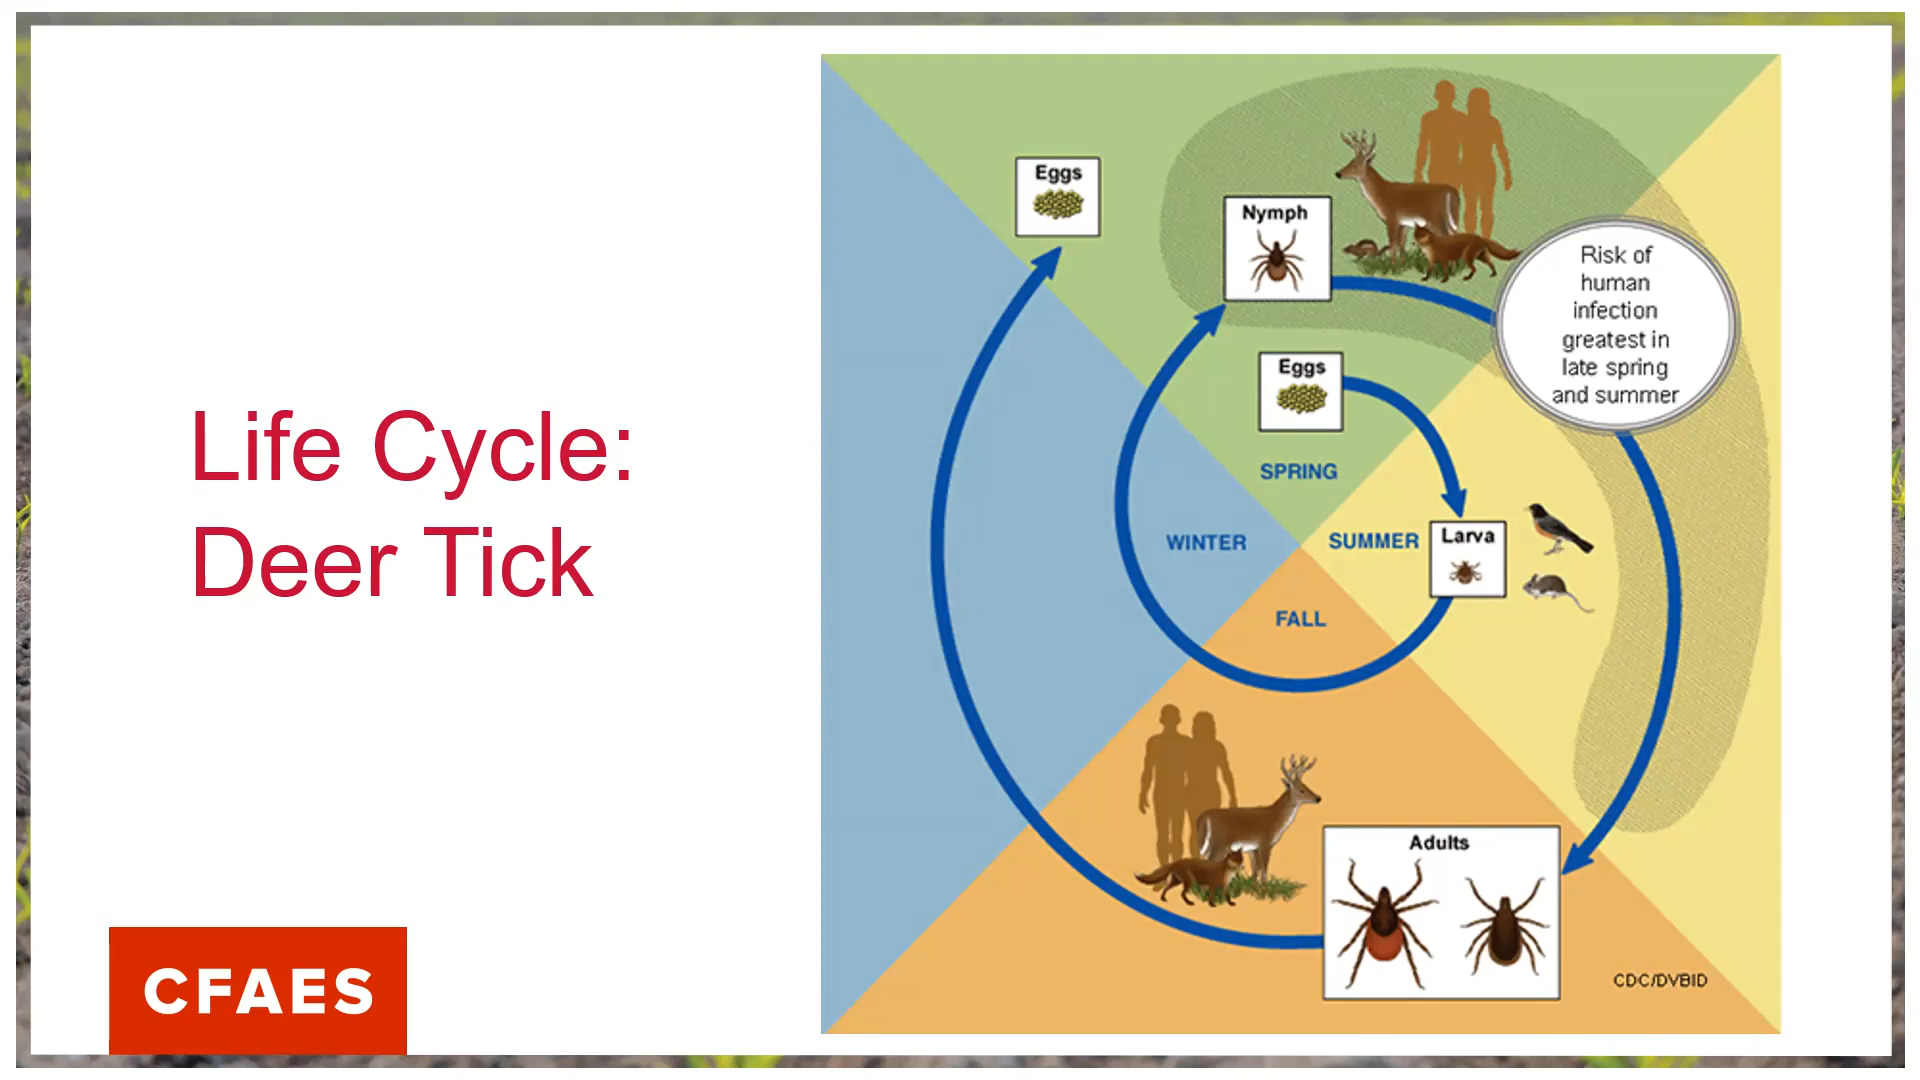 Life Cycle:
Deer Tick
CFAES
Eggs
Nymph
Risk of
human
infection
greatest in
late spring
and summer
Eggs
SPRING
WINTER
SUMMER
Larva
FALL
Adults
CDC/DVBID